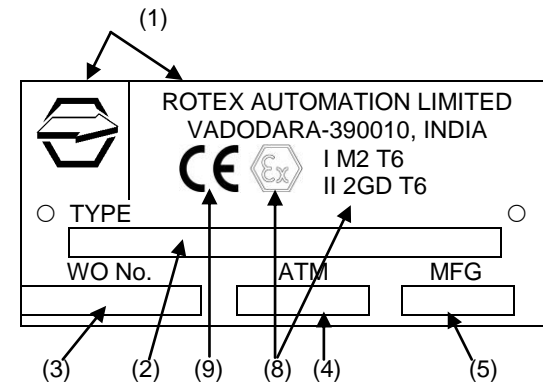 (1)
ROTEX AUTOMATION LIMITED
VADODARA-390010, INDIA
CE Ex I M2 T6
II 2GD T6
TYPE
WO No. ATM MFG
(3) (2) (9) (8) (4) (5)